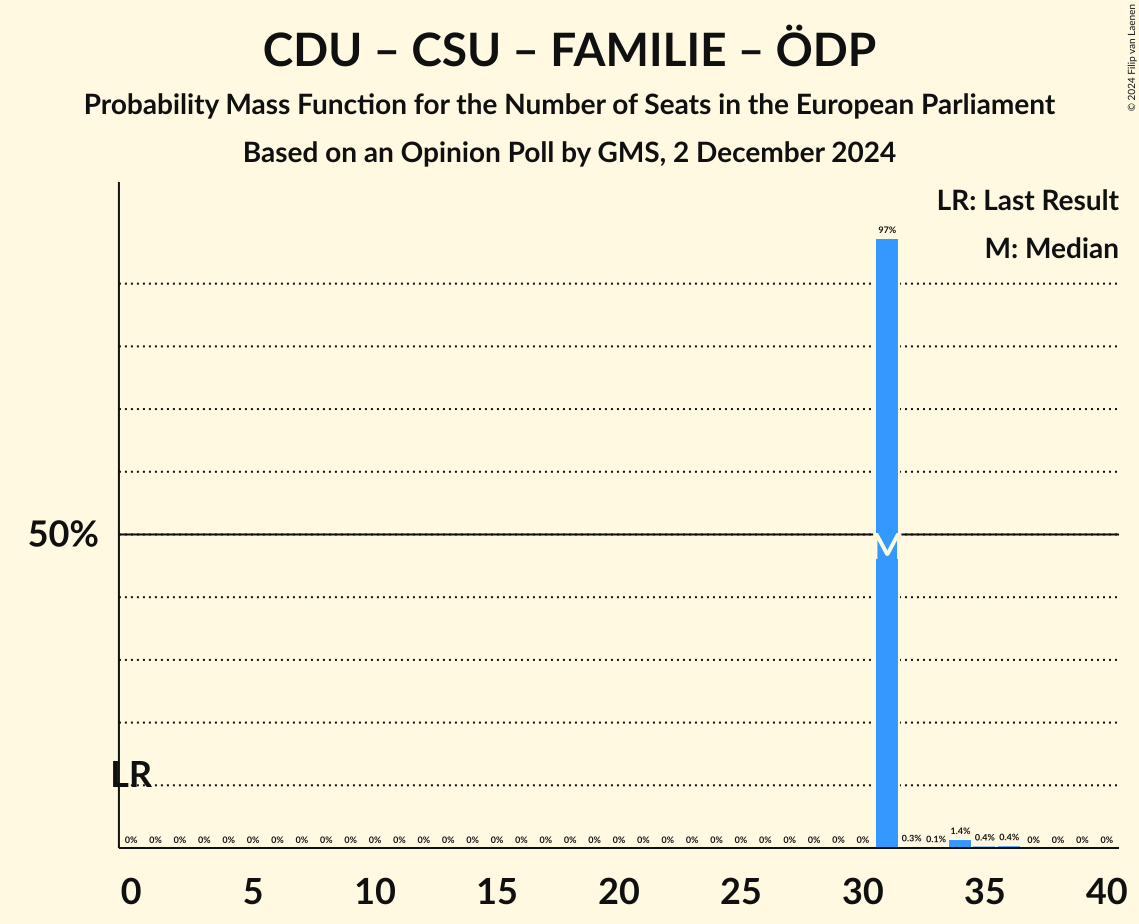 CDU – CSU – FAMILIE – ÖDP
Probability Mass Function for the Number of Seats in the European Parliament
Based on an Opinion Poll by GMS, 2 December 2024
© 2024 Filip van Laenen
LR: Last Result
M: Median
97%
50%
M
LR
0% 0% 0% 0% 0% 0% 0% 0% 0% 0% 0% 0% 0% 0% 0% 0% 0% 0% 0% 0% 0% 0% 0% 0% 0% 0% 0% 0% 0% 0% 0% 0.3% 0.1% 1.4% 0.4% 0.4% 0% 0% 0% 0%
0 5 10 15 20 25 30 35 40